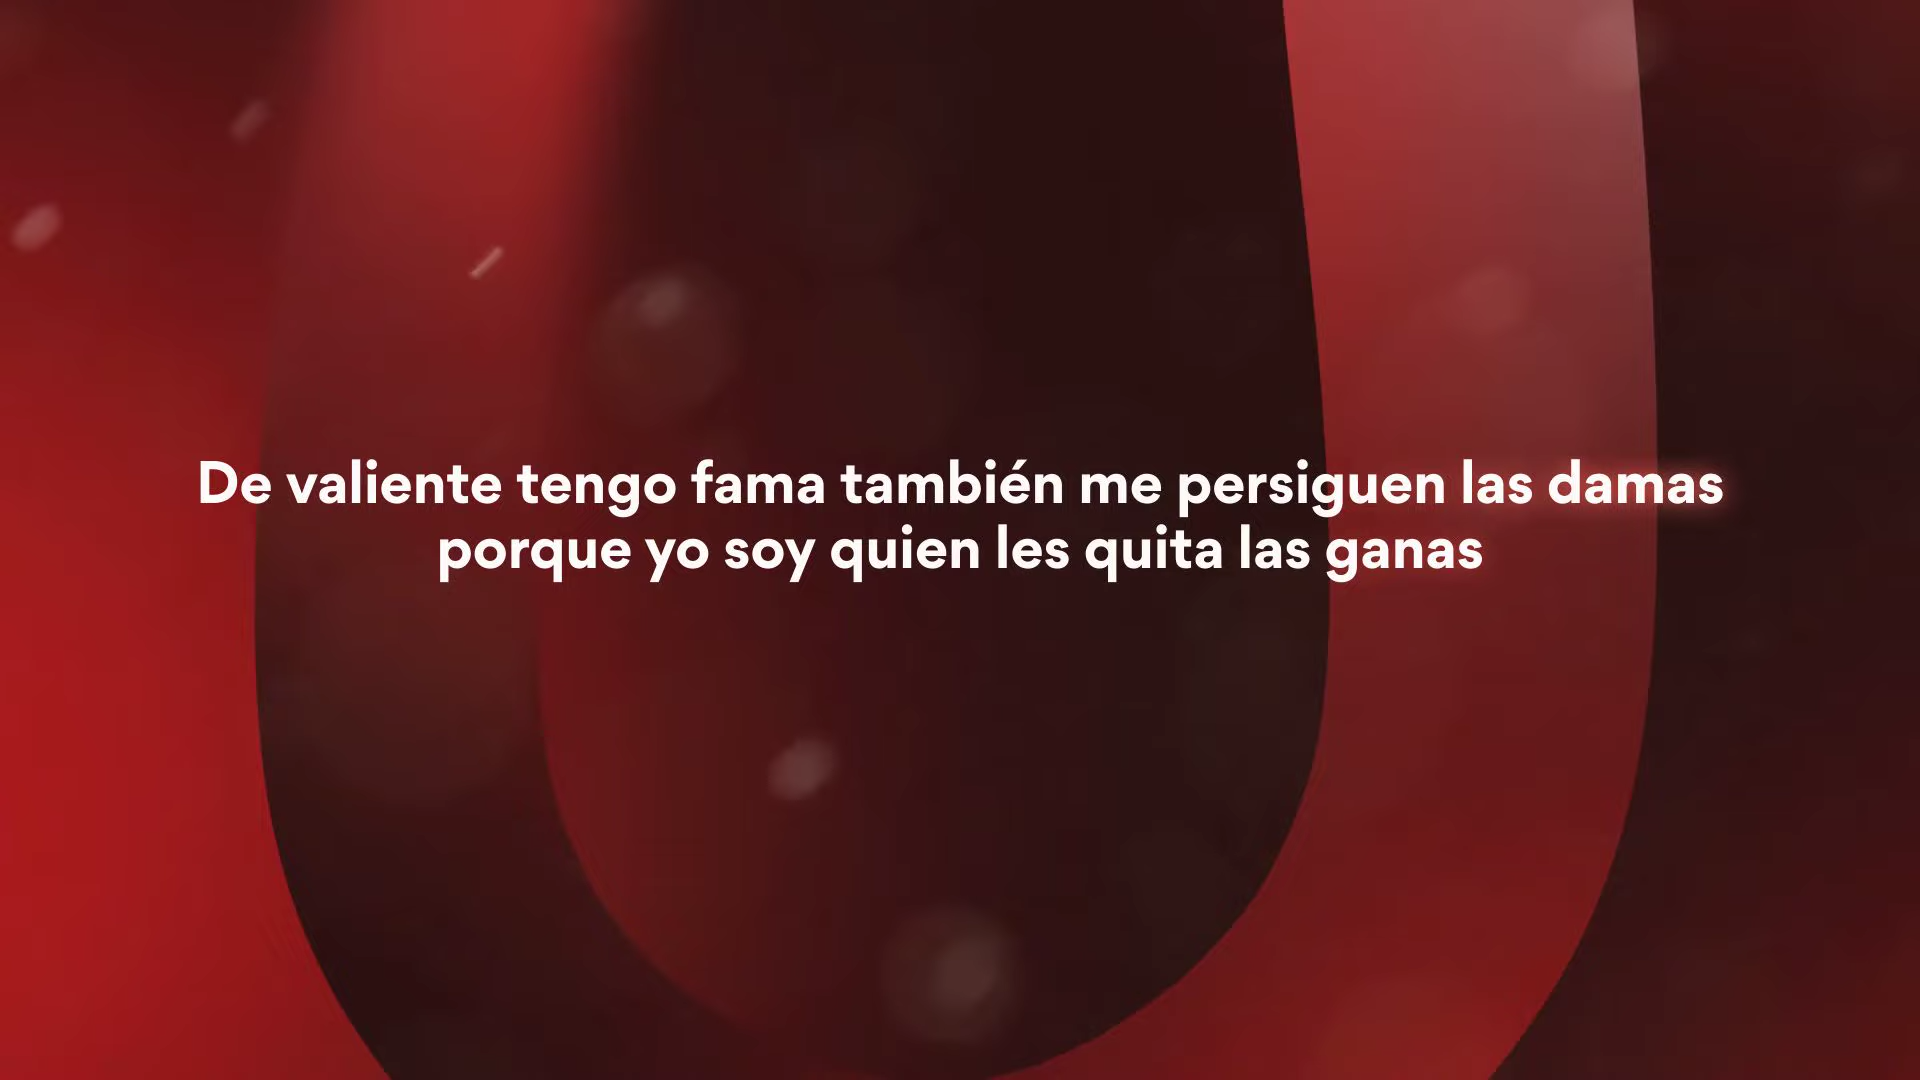 De valiente tengo fama también me persiguen las damas
porque yo soy quien les quita las ganas